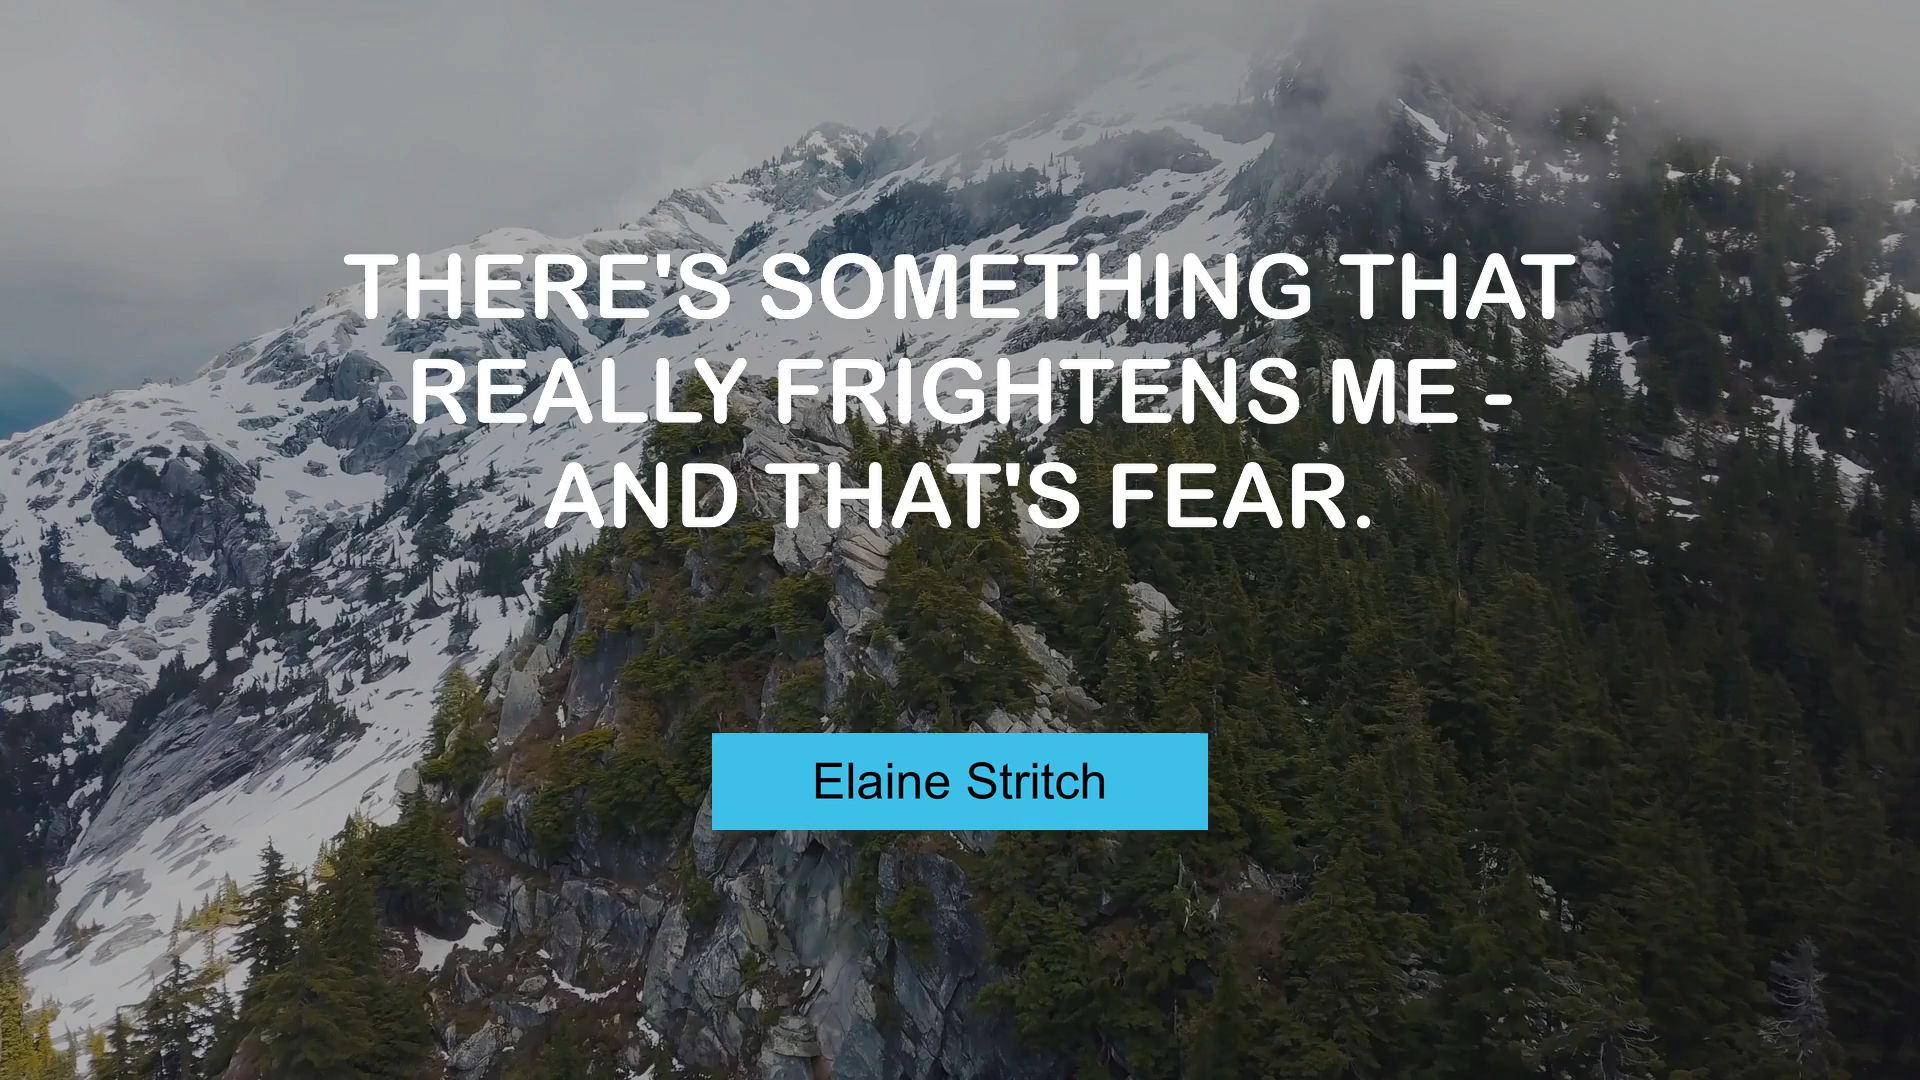 THERE'S SOMETHING THAT
REALLY FRIGHTENS ME -
AND THAT'S FEAR.
Elaine Stritch